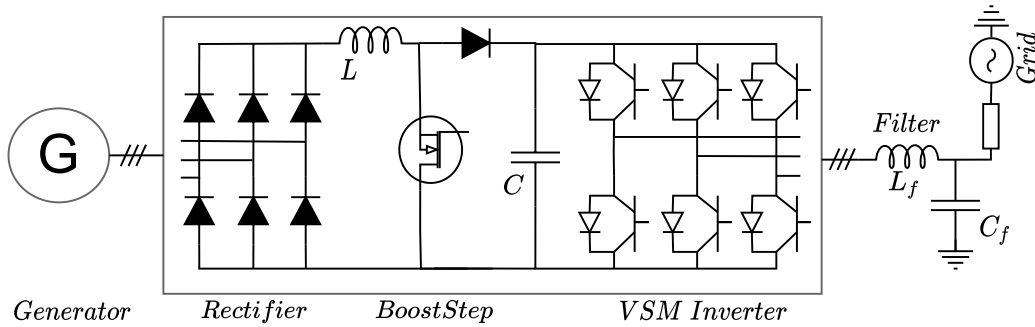 Grid
Filter
L
G
C
L_f
C_f
Generator
Rectifier
BoostStep
VSM Inverter